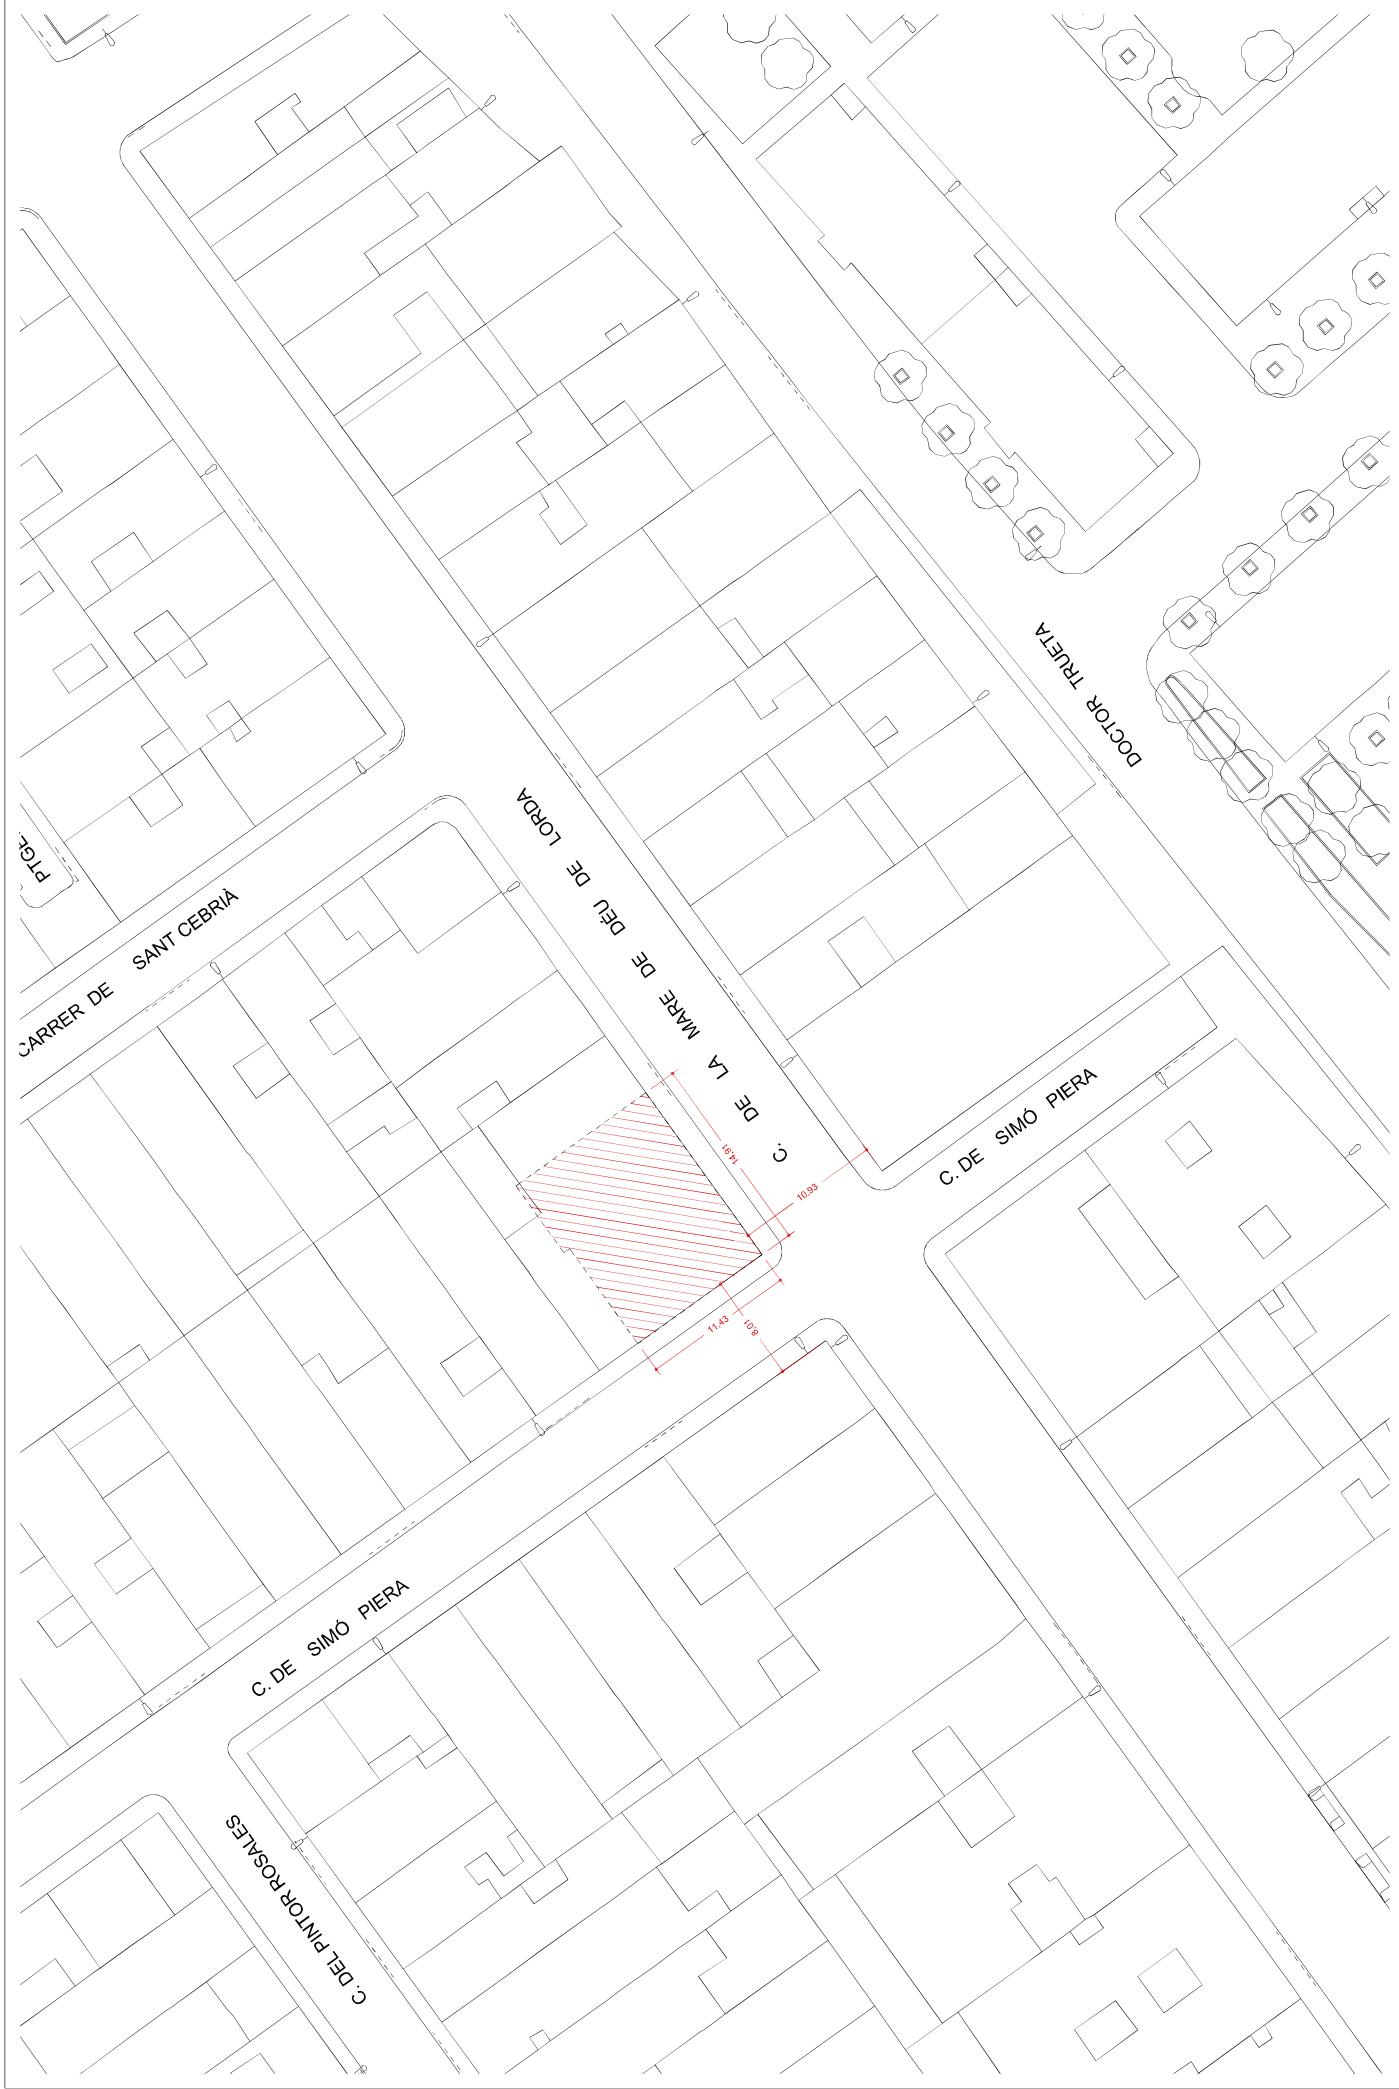 DOCTOR TRUETA
C. DE LA MARE DE DÉU DE LORDA
PTGE.
CARRER DE SANT CEBRIÀ
C. DE SIMÓ PIERA
14,91
10,93
11,43
8,01
C. DE SIMÓ PIERA
C. DEL PINTOR ROSALES